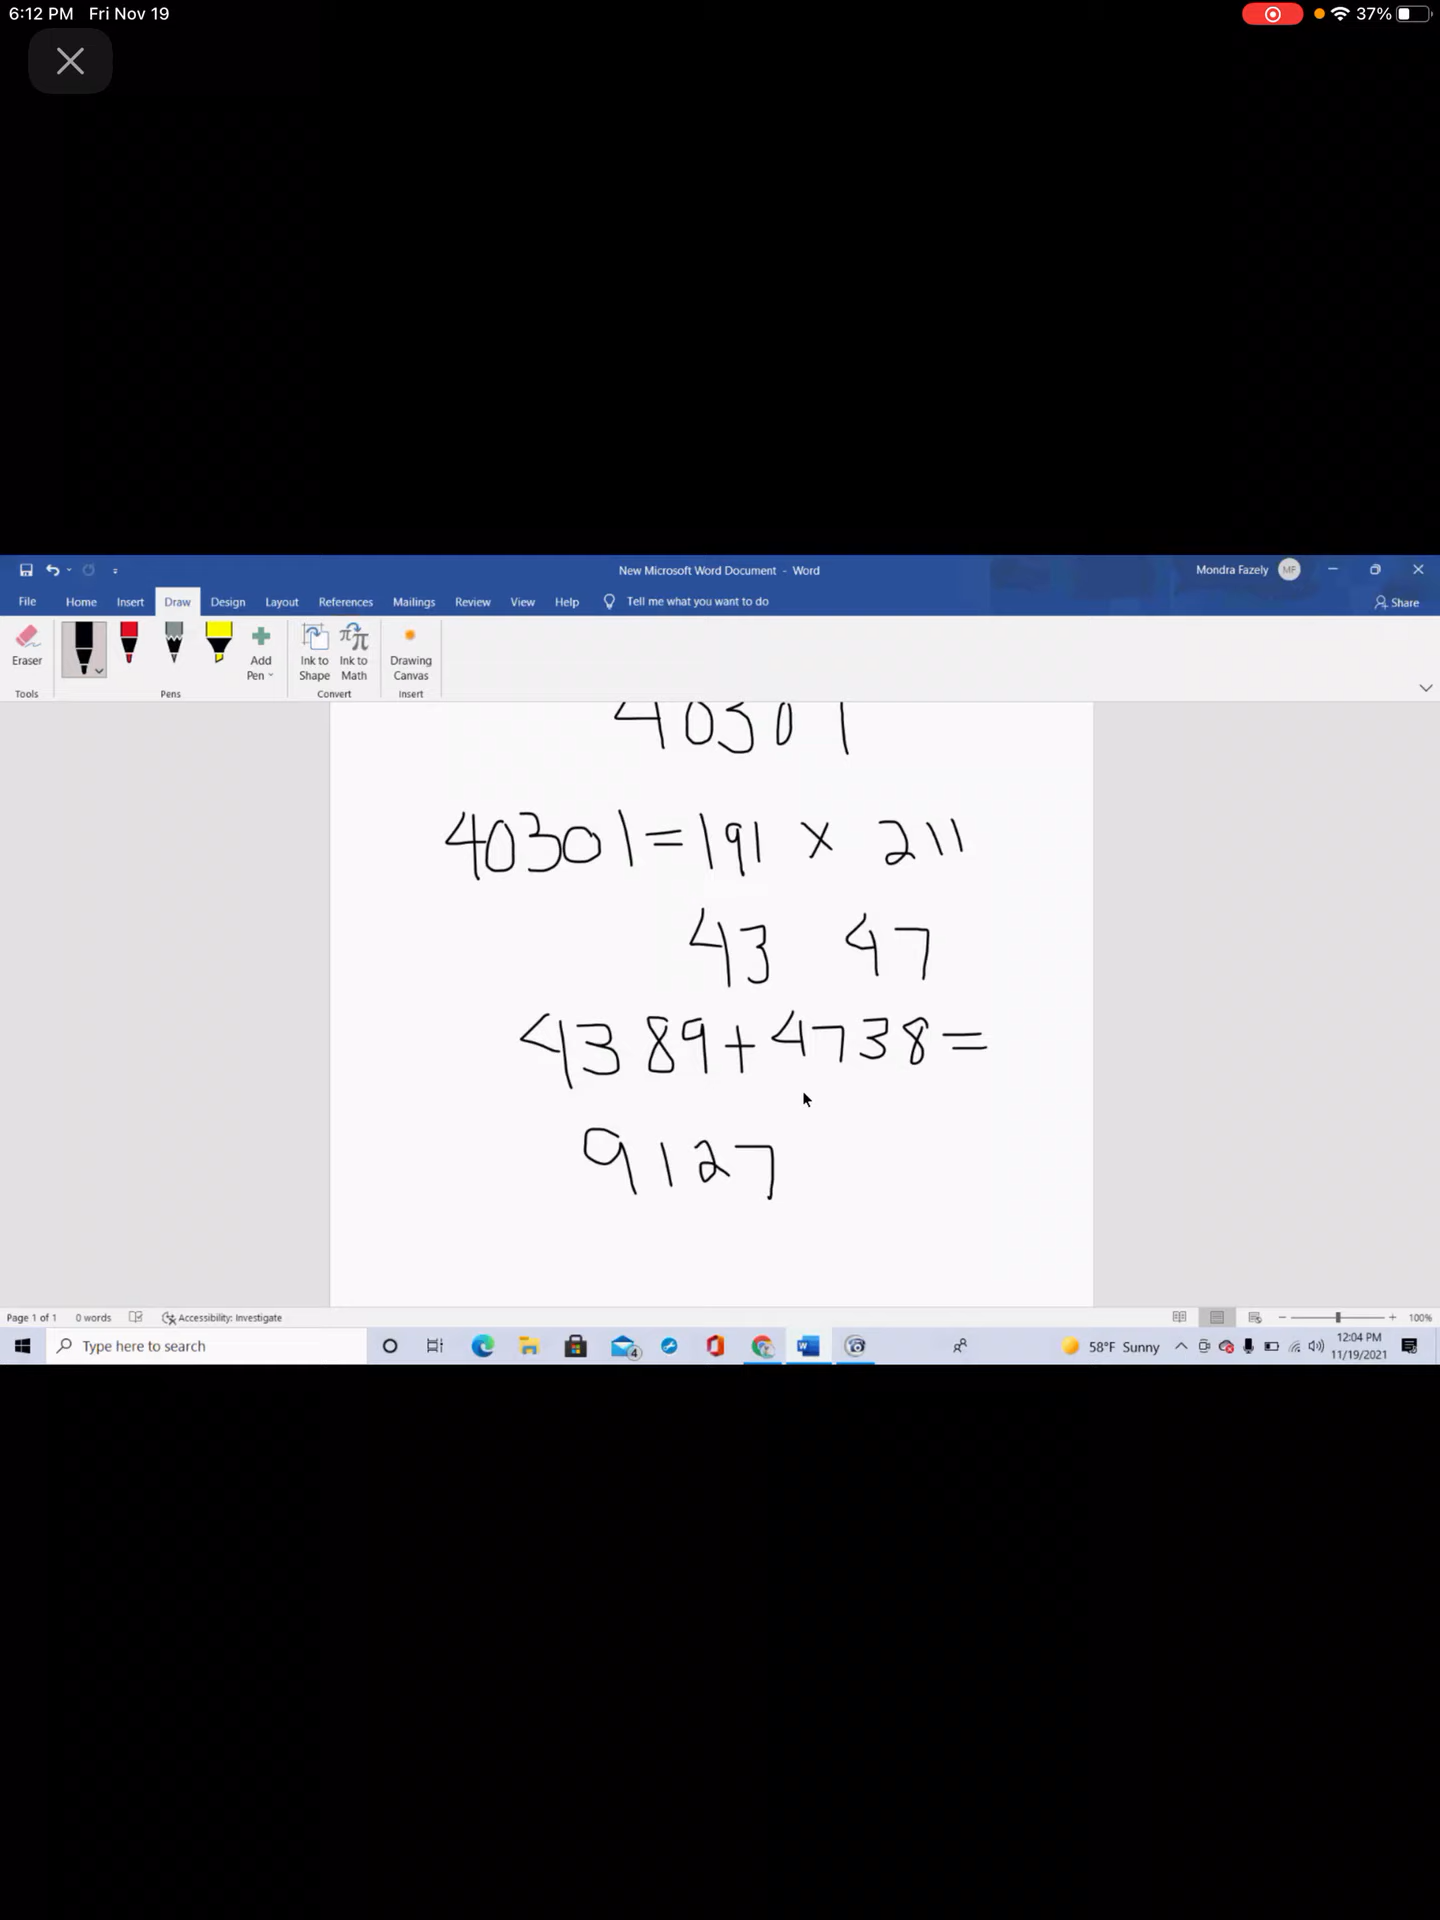 6:12 PM Fri Nov 19 37%
New Microsoft Word Document - Word Mondra Fazely MF
File Home Insert Draw Design Layout References Mailings Review View Help Tell me what you want to do Share
Eraser Add Pen Ink to Shape Ink to Math Drawing Canvas
Tools Pens Convert Insert
40301
40301=191 x 211
43 47
4389+4738=
9127
Page 1 of 1 0 words Accessibility: Investigate 100%
Type here to search 4 58°F Sunny 12:04 PM
11/19/2021